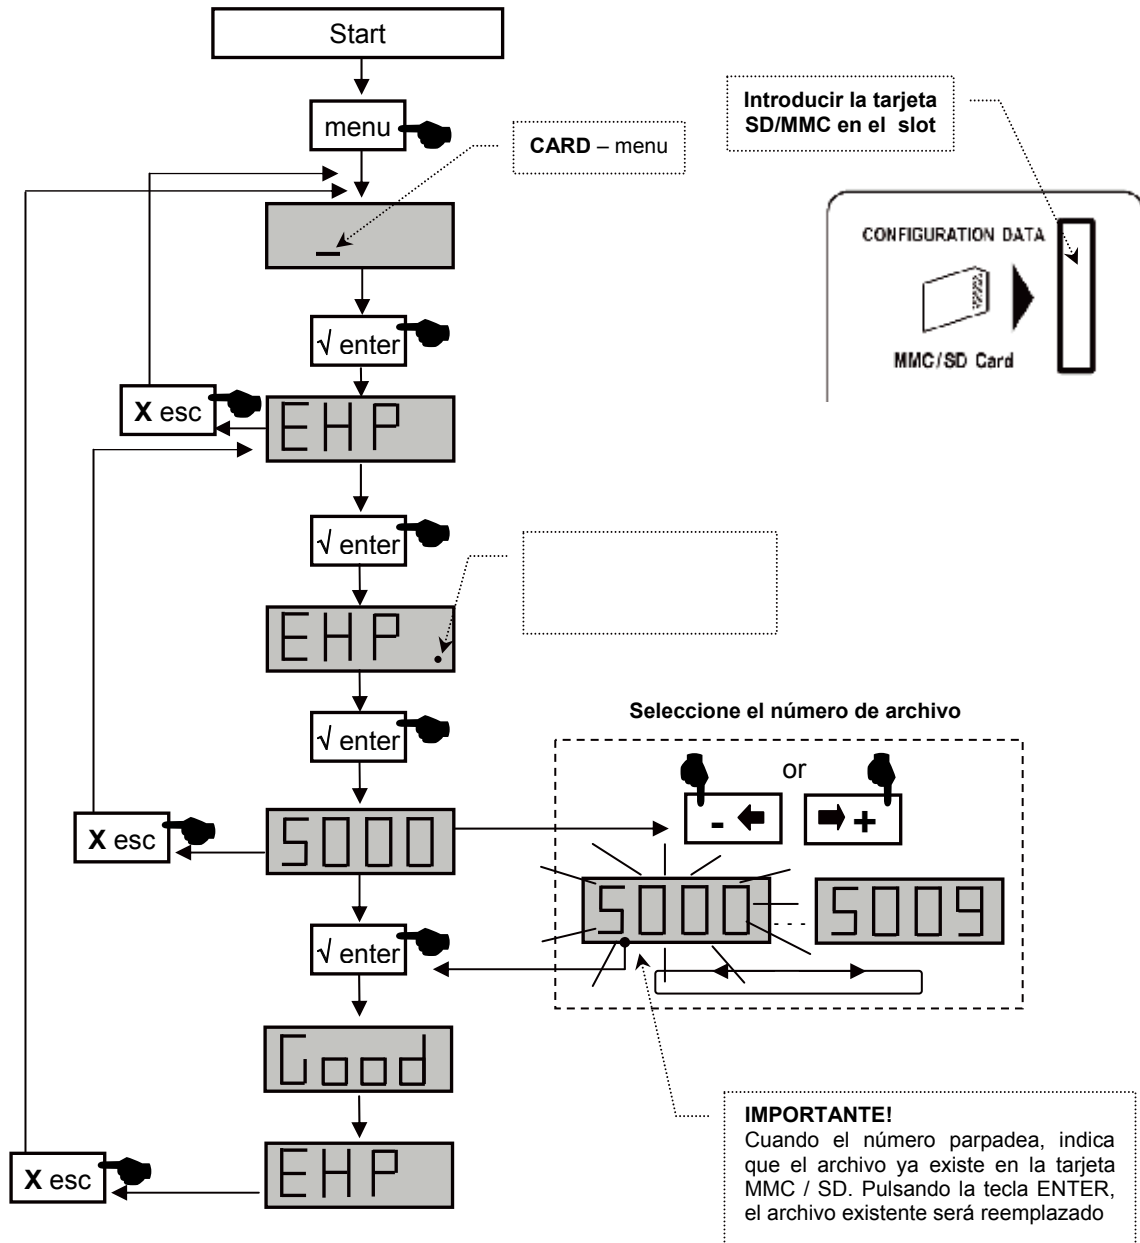 Start
menu
CARD – menu
Introducir la tarjeta
SD/MMC en el slot
CONFIGURATION DATA
MMC/SD Card
√ enter
X esc
EHP
√ enter
EHP.
√ enter
Seleccione el número de archivo
or
- +
X esc
5000
5000 - - - 5009
√ enter
Good
X esc
EHP
IMPORTANTE!
Cuando el número parpadea, indica
que el archivo ya existe en la tarjeta
MMC / SD. Pulsando la tecla ENTER,
el archivo existente será reemplazado